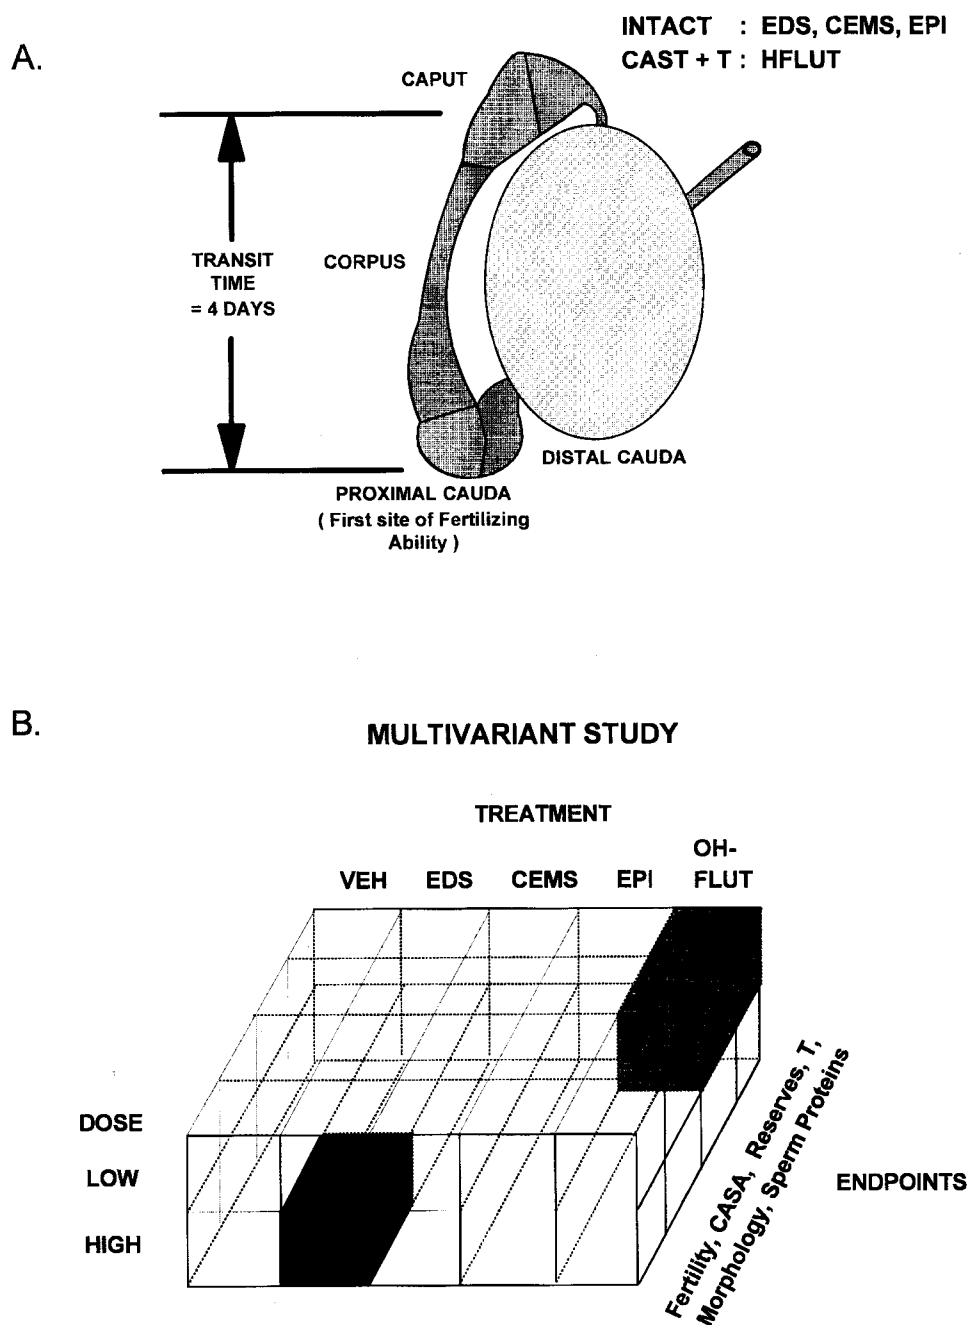 A.
INTACT : EDS, CEMS, EPI
CAST + T : HFLUT
CAPUT
TRANSIT
TIME
= 4 DAYS
CORPUS
DISTAL CAUDA
PROXIMAL CAUDA
( First site of Fertilizing
Ability )
B.
MULTIVARIANT STUDY
TREATMENT
VEH EDS CEMS EPI OH-
FLUT
DOSE
LOW
HIGH
Fertility, CASA, Reserves, T,
Morphology, Sperm Proteins
ENDPOINTS